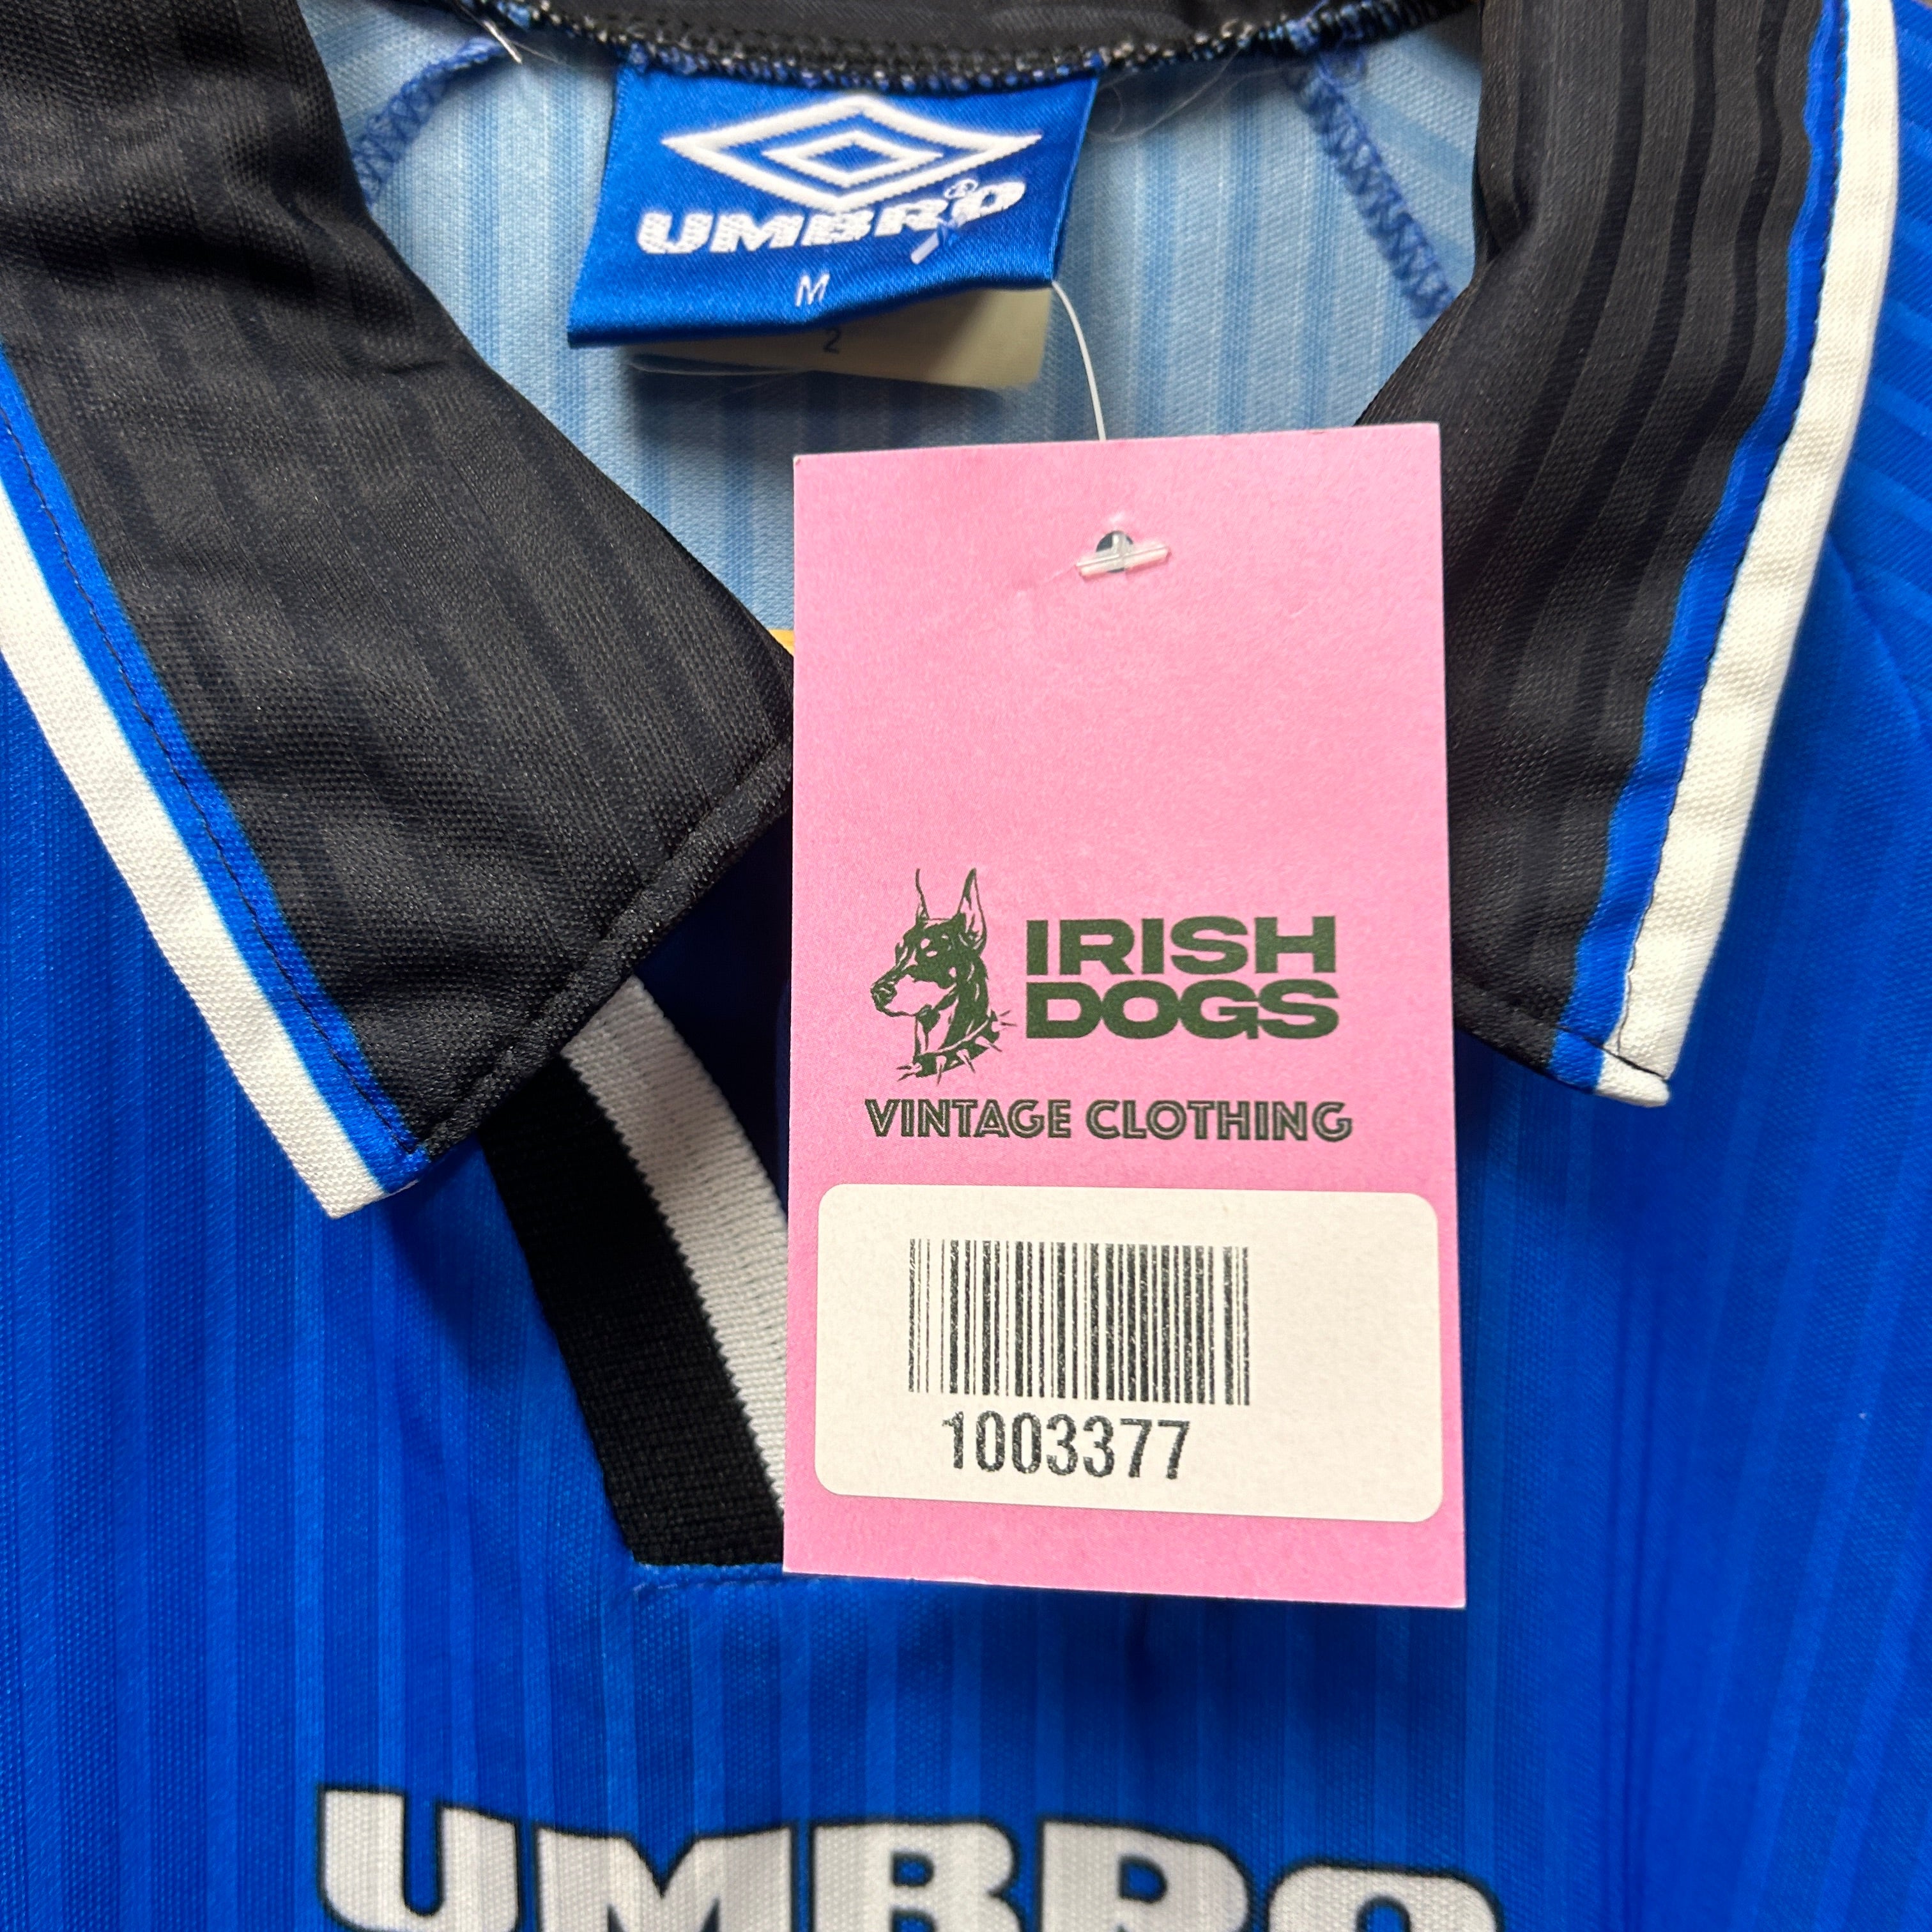 UMBRO
M
2
IRISH
DOGS
VINTAGE CLOTHING
1003377
UMBRO